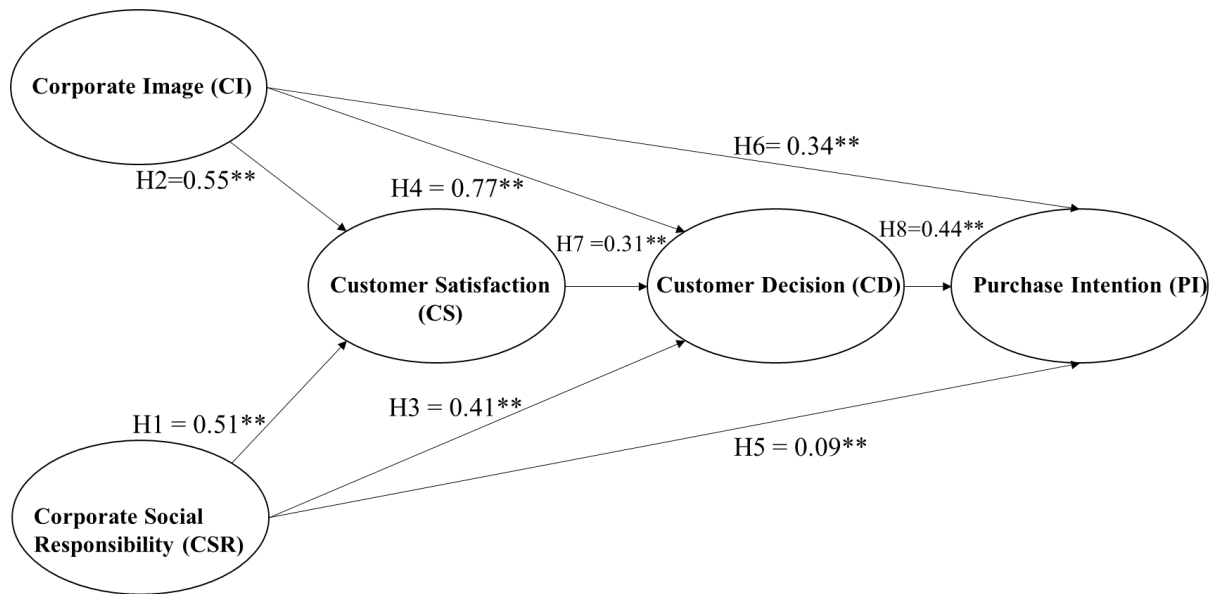 Corporate Image (CI)
H6= 0.34**
H2=0.55**
H4 = 0.77**
H7 =0.31**
H8=0.44**
Customer Satisfaction
(CS)
Customer Decision (CD)
Purchase Intention (PI)
H1 = 0.51**
H3 = 0.41**
H5 = 0.09**
Corporate Social
Responsibility (CSR)